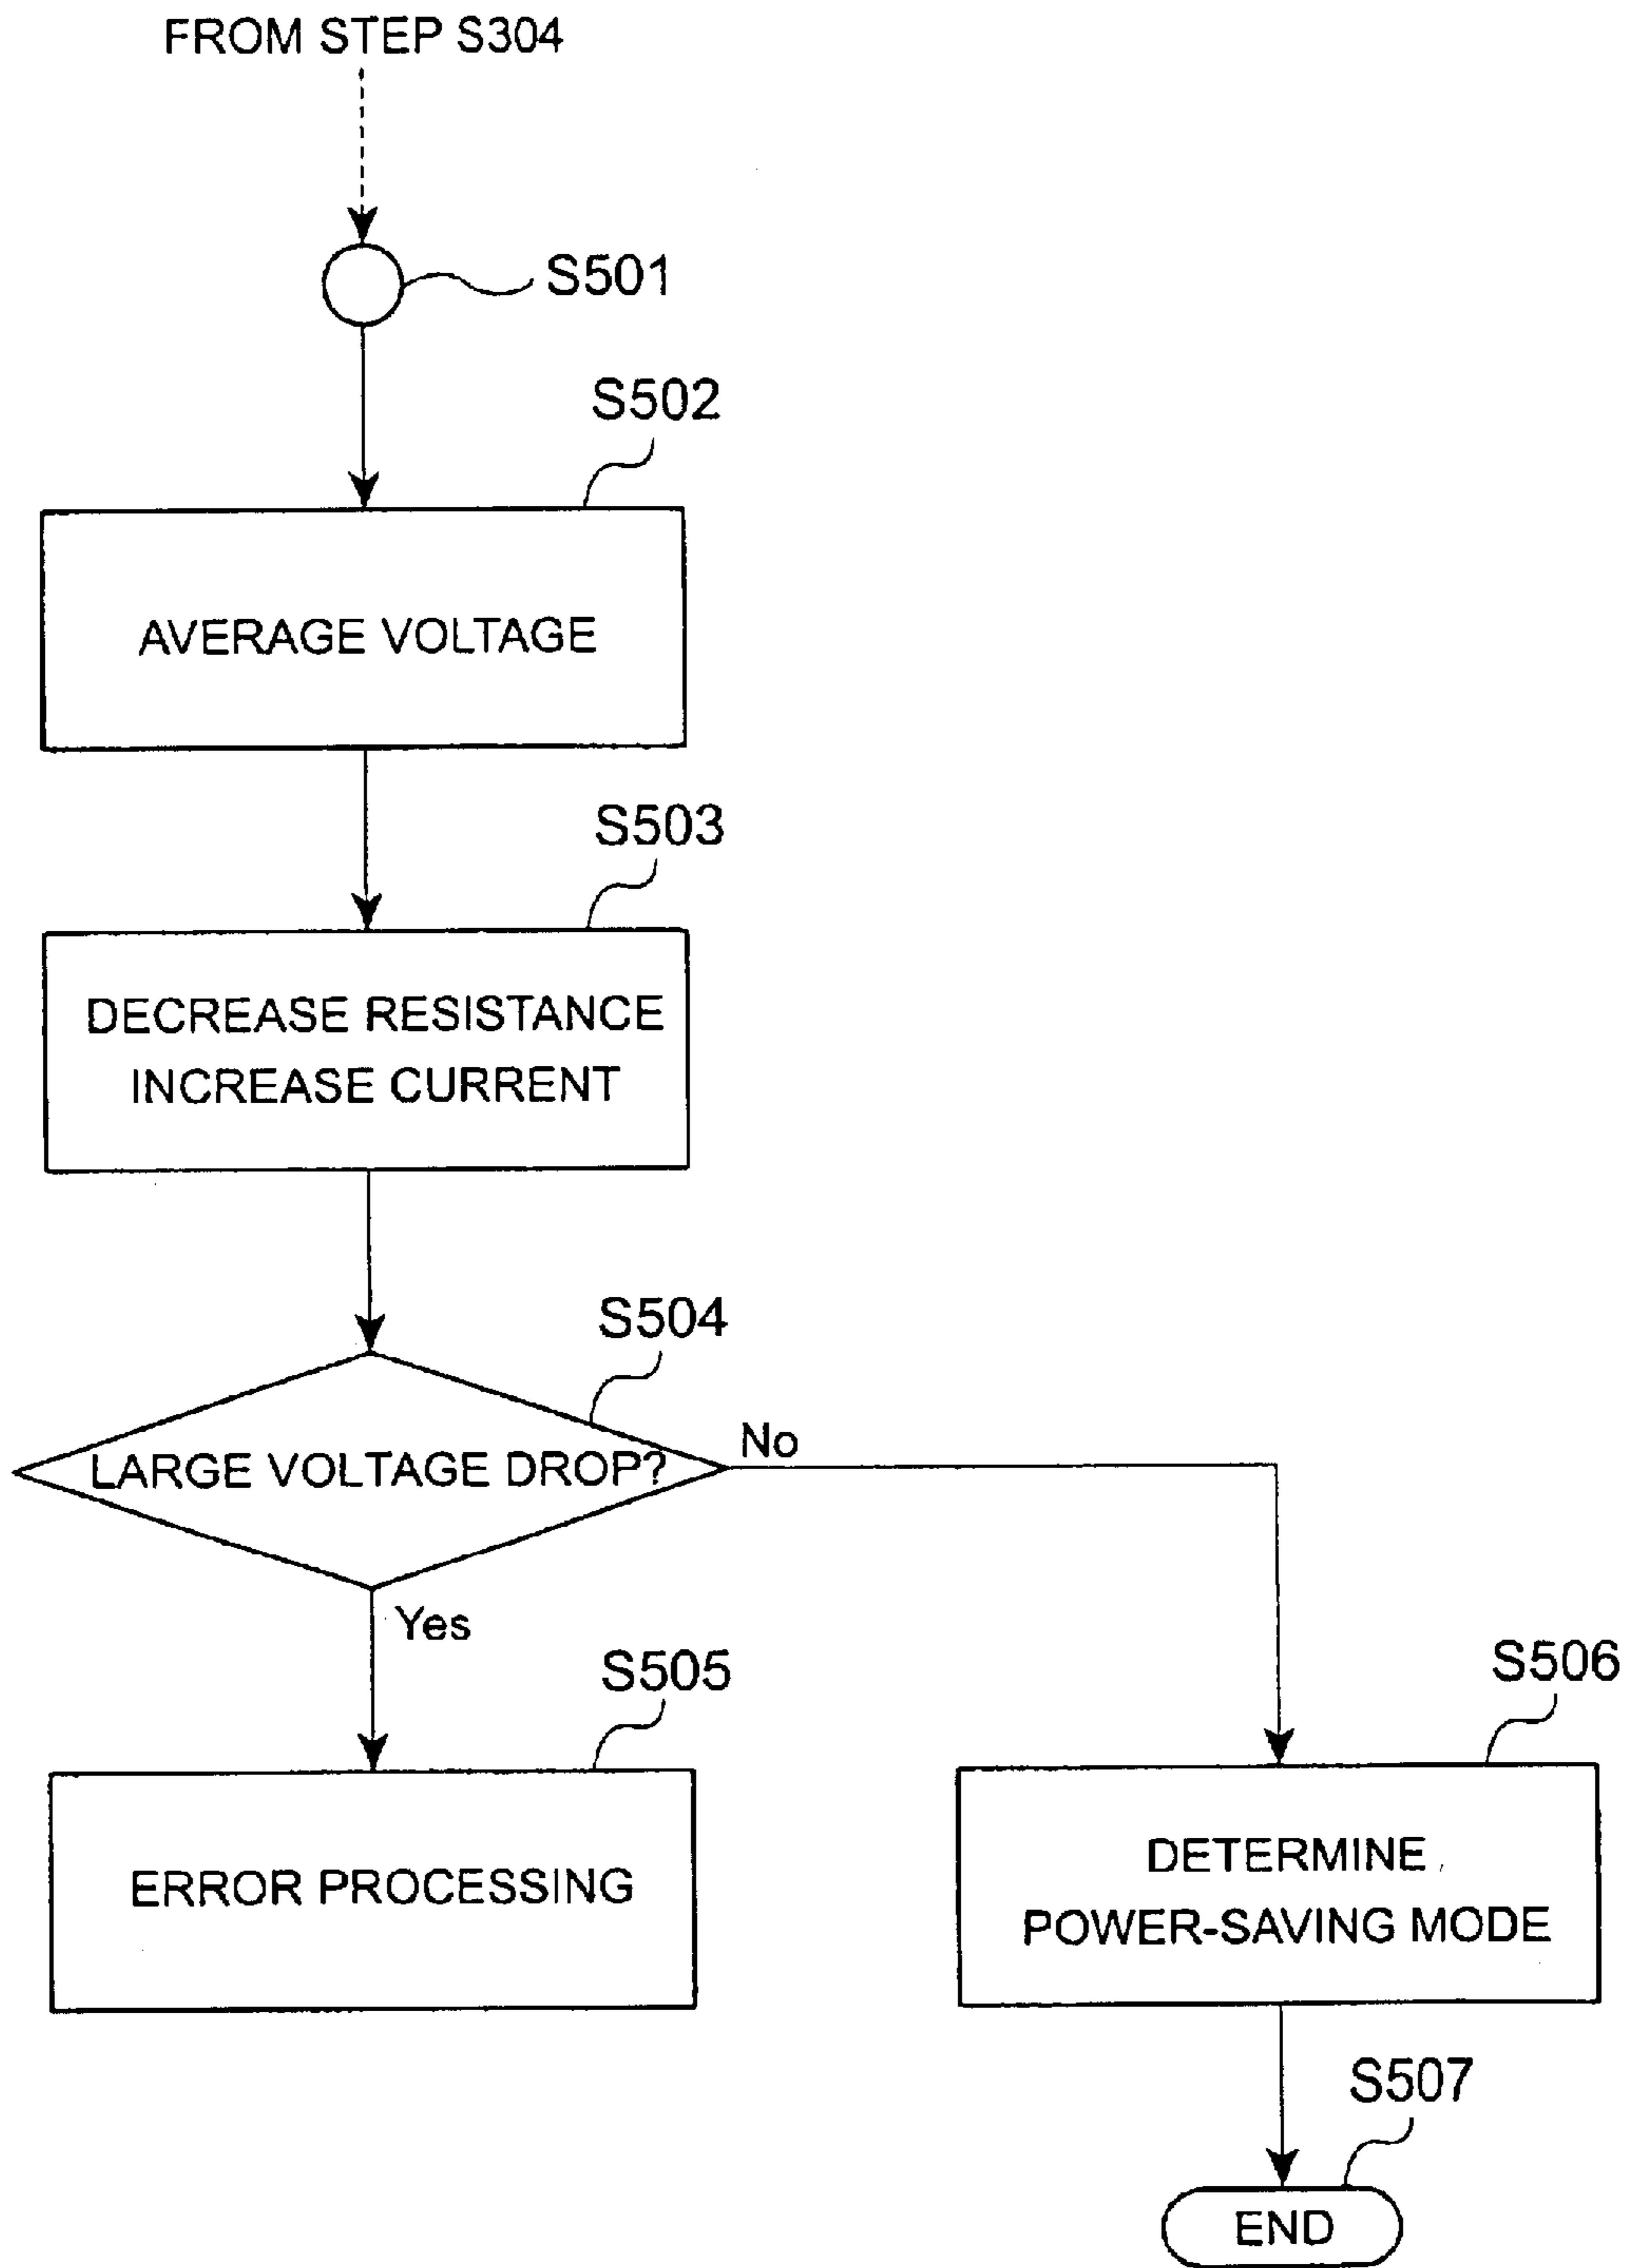 FROM STEP S304
S501
S502
AVERAGE VOLTAGE
S503
DECREASE RESISTANCE
INCREASE CURRENT
S504
LARGE VOLTAGE DROP?
No
Yes
S505
ERROR PROCESSING
S506
DETERMINE
POWER-SAVING MODE
S507
END